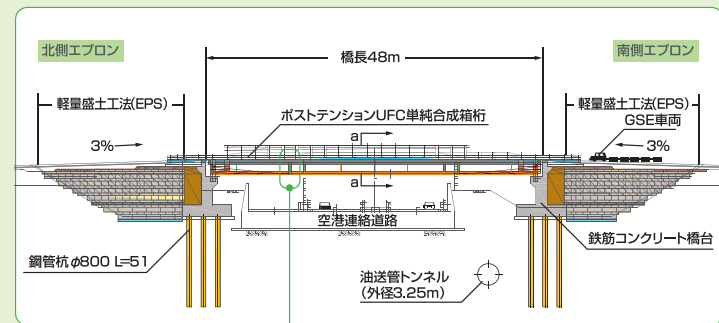 北側エプロン
橋長48m
南側エプロン
軽量盛土工法(EPS)
軽量盛土工法(EPS)
ポストテンションUFC単純合成箱桁
a
GSE車両
3%
3%
a
空港連絡道路
鉄筋コンクリート橋台
鋼管杭φ800 L=51
油送管トンネル
(外径3.25m)